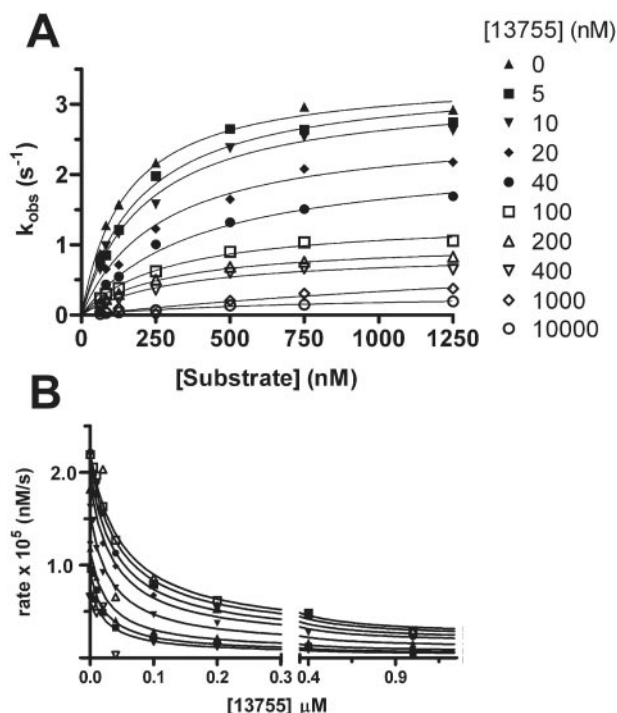 A
[13755] (nM)
0
5
10
20
40
100
200
400
1000
10000
k_obs (s⁻¹)
3
2
1
0
0 250 500 750 1000 1250
[Substrate] (nM)
B
rate x 10⁵ (nM/s)
2.0
1.0
0.0 0.1 0.2 0.3 0.4 0.9
[13755] μM